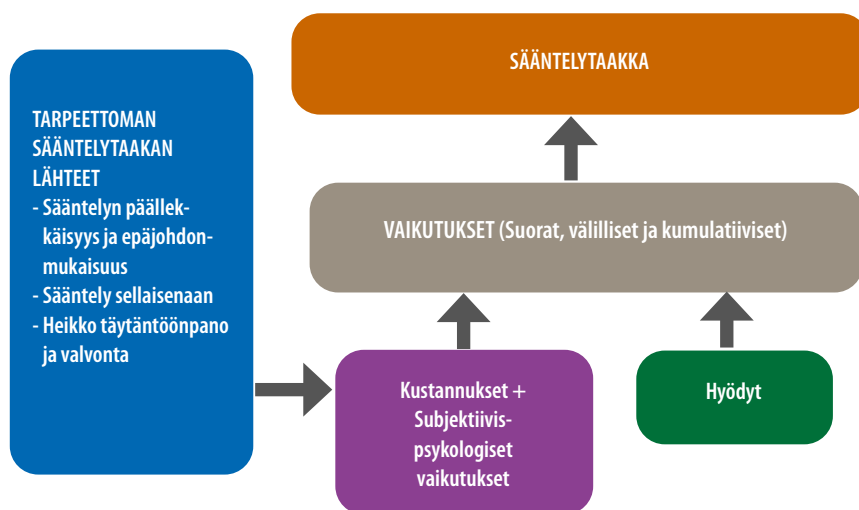 TARPEETTOMAN
SÄÄNTELYTAAKAN
LÄHTEET
- Sääntelyn päällek-
käisyys ja epäjohdon-
mukaisuus
- Sääntely sellaisenaan
- Heikko täytäntöönpano
ja valvonta
SÄÄNTELYTAAKKA
VAIKUTUKSET (Suorat, välilliset ja kumulatiiviset)
Kustannukset +
Subjektiivis-
psykologiset
vaikutukset
Hyödyt